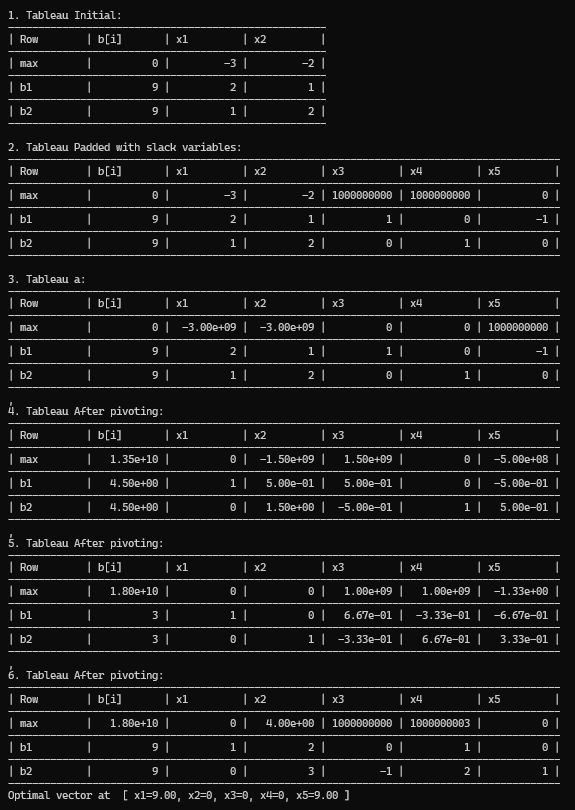 1. Tableau Initial:
| Row | b[i] | x1 | x2 |
| max | 0 | -3 | -2 |
| b1 | 9 | 2 | 1 |
| b2 | 9 | 1 | 2 |
2. Tableau Padded with slack variables:
| Row | b[i] | x1 | x2 | x3 | x4 | x5 |
| max | 0 | -3 | -2 | 1000000000 | 1000000000 | 0 |
| b1 | 9 | 2 | 1 | 1 | 0 | -1 |
| b2 | 9 | 1 | 2 | 0 | 1 | 0 |
3. Tableau a:
| Row | b[i] | x1 | x2 | x3 | x4 | x5 |
| max | 0 | -3.00e+09 | -3.00e+09 | 0 | 0 | 1000000000 |
| b1 | 9 | 2 | 1 | 1 | 0 | -1 |
| b2 | 9 | 1 | 2 | 0 | 1 | 0 |
,
4. Tableau After pivoting:
| Row | b[i] | x1 | x2 | x3 | x4 | x5 |
| max | 1.35e+10 | 0 | -1.50e+09 | 1.50e+09 | 0 | -5.00e+08 |
| b1 | 4.50e+00 | 1 | 5.00e-01 | 5.00e-01 | 0 | -5.00e-01 |
| b2 | 4.50e+00 | 0 | 1.50e+00 | -5.00e-01 | 1 | 5.00e-01 |
,
5. Tableau After pivoting:
| Row | b[i] | x1 | x2 | x3 | x4 | x5 |
| max | 1.80e+10 | 0 | 0 | 1.00e+09 | 1.00e+09 | -1.33e+00 |
| b1 | 3 | 1 | 0 | 6.67e-01 | -3.33e-01 | -6.67e-01 |
| b2 | 3 | 0 | 1 | -3.33e-01 | 6.67e-01 | 3.33e-01 |
,
6. Tableau After pivoting:
| Row | b[i] | x1 | x2 | x3 | x4 | x5 |
| max | 1.80e+10 | 0 | 4.00e+00 | 1000000000 | 1000000003 | 0 |
| b1 | 9 | 1 | 2 | 0 | 1 | 0 |
| b2 | 9 | 0 | 3 | -1 | 2 | 1 |
Optimal vector at [ x1=9.00, x2=0, x3=0, x4=0, x5=9.00 ]